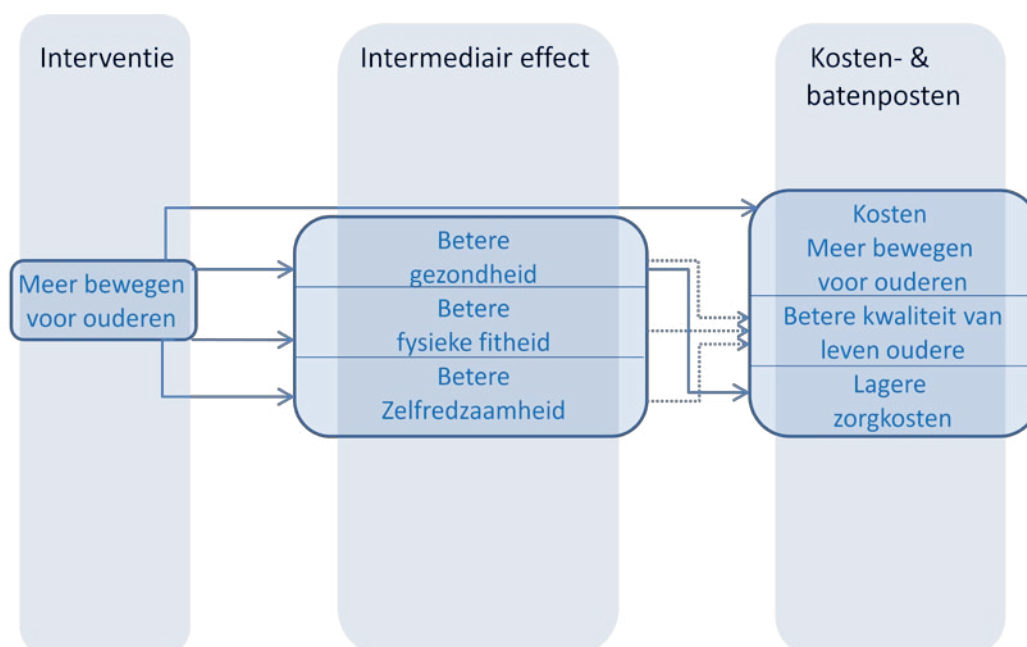 Interventie
Intermediair effect
Kosten- &
batenposten
Meer bewegen
voor ouderen
Betere
gezondheid
Betere
fysieke fitheid
Betere
Zelfredzaamheid
Kosten
Meer bewegen
voor ouderen
Betere kwaliteit van
leven oudere
Lagere
zorgkosten